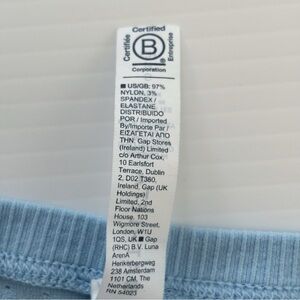 Certified
Certifiée
B
®
Entreprise
Corporation
■ US/GB: 97%
NYLON, 3%
SPANDEX /
ELASTANE
DISTRIBUIDO
POR / Imported
By/Importe Par /
ΕΙΣΑΓΕΤΑΙ ΑΠΟ
ΤΗΝ: Gap Stores
(Ireland) Limited
c/o Arthur Cox,
10 Earlsfort
Terrace, Dublin
2, D02 T380,
Ireland. Gap (UK
Holdings)
Limited, 2nd
Floor Nations
House, 103
Wigmore Street,
London, W1U
1QS, UK ■ Gap
(RHC) B.V. Luna
ArenA
Herikerbergweg
238 Amsterdam
1101 CM. The
Netherlands
RN 54023